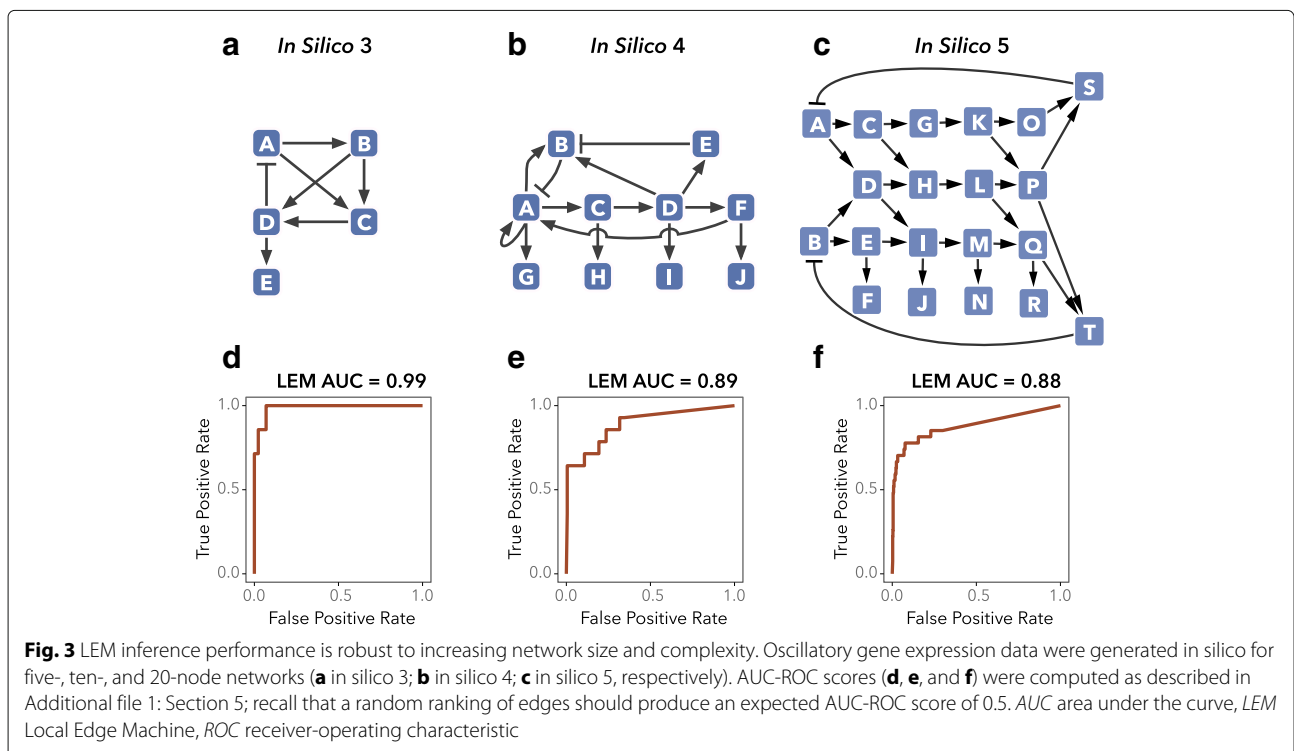 a In Silico 3 b In Silico 4 c In Silico 5
A B
D C
E
B E
A C D F
G H I J
S
A C G K O
D H L P
B E I M Q
F J N R
T
d e f
LEM AUC = 0.99 LEM AUC = 0.89 LEM AUC = 0.88
True Positive Rate True Positive Rate True Positive Rate
1.0 1.0 1.0
0.5 0.5 0.5
0.0 0.0 0.0
0.0 0.5 1.0 0.0 0.5 1.0 0.0 0.5 1.0
False Positive Rate False Positive Rate False Positive Rate
Fig. 3 LEM inference performance is robust to increasing network size and complexity. Oscillatory gene expression data were generated in silico for
five-, ten-, and 20-node networks (a in silico 3; b in silico 4; c in silico 5, respectively). AUC-ROC scores (d, e, and f) were computed as described in
Additional file 1: Section 5; recall that a random ranking of edges should produce an expected AUC-ROC score of 0.5. AUC area under the curve, LEM
Local Edge Machine, ROC receiver-operating characteristic